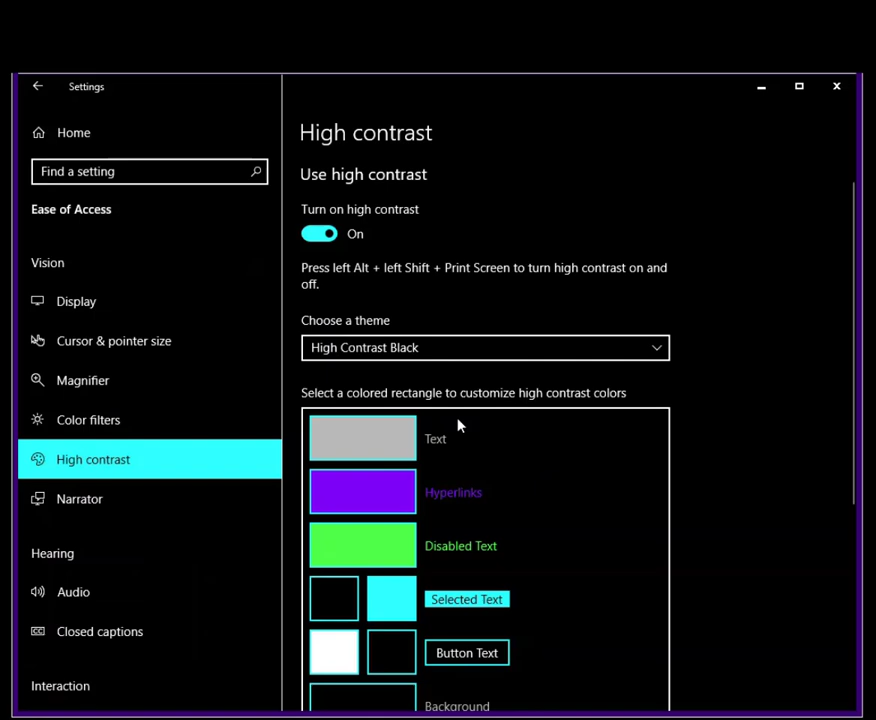 Settings
Home
Find a setting
Ease of Access
Vision
Display
Cursor & pointer size
Magnifier
Color filters
High contrast
Narrator
Hearing
Audio
Closed captions
Interaction
High contrast
Use high contrast
Turn on high contrast
On
Press left Alt + left Shift + Print Screen to turn high contrast on and
off.
Choose a theme
High Contrast Black
Select a colored rectangle to customize high contrast colors
Text
Hyperlinks
Disabled Text
Selected Text
Button Text
Background